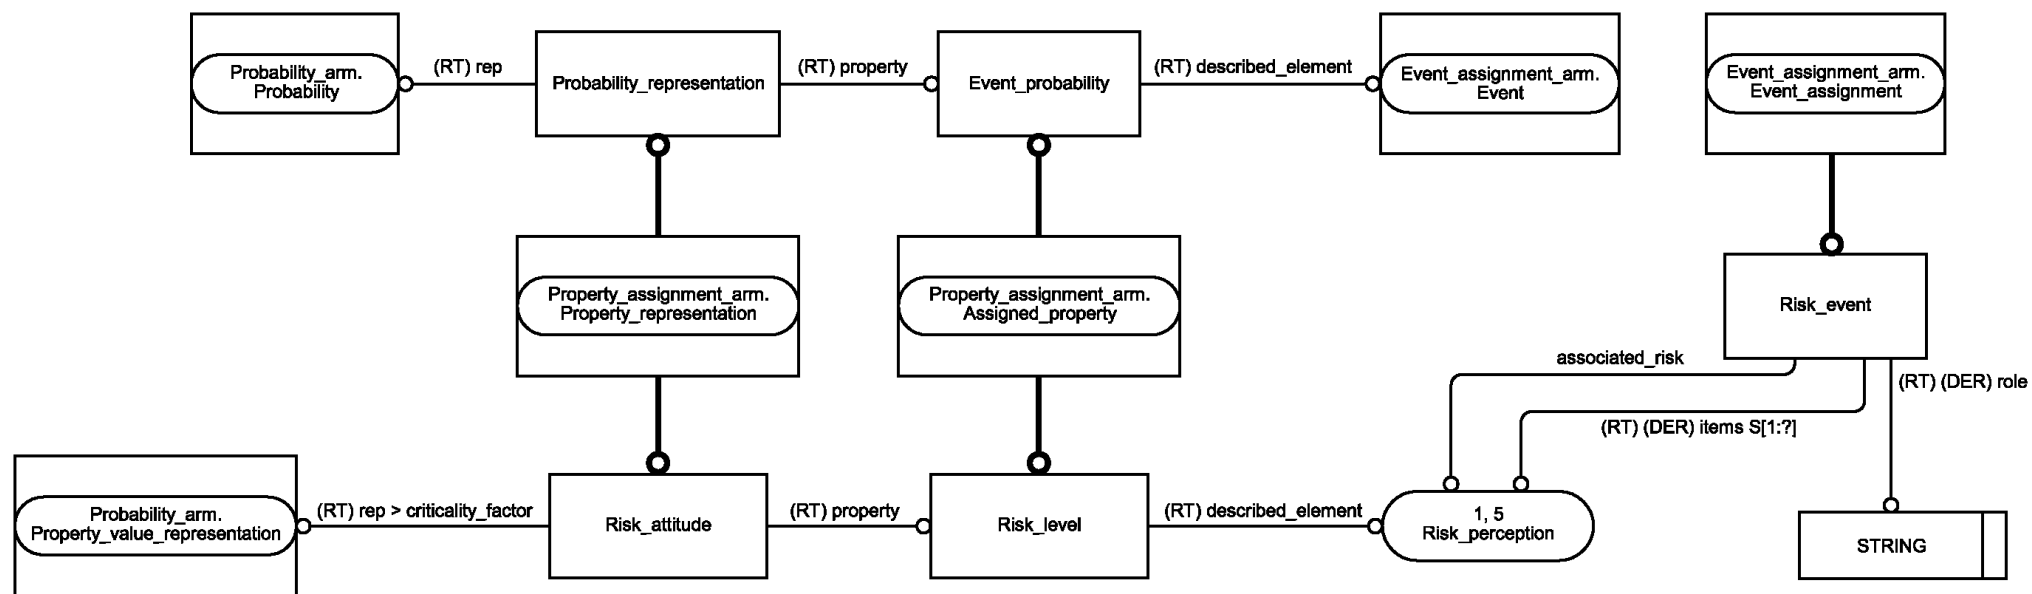 Probability_arm.
Probability
(RT) rep
Probability_representation
(RT) property
Event_probability
(RT) described_element
Event_assignment_arm.
Event
Event_assignment_arm.
Event_assignment
Property_assignment_arm.
Property_representation
Property_assignment_arm.
Assigned_property
Risk_event
associated_risk
(RT) (DER) role
(RT) (DER) items S[1:?]
Probability_arm.
Property_value_representation
(RT) rep > criticality_factor
Risk_attitude
(RT) property
Risk_level
(RT) described_element
1, 5
Risk_perception
STRING